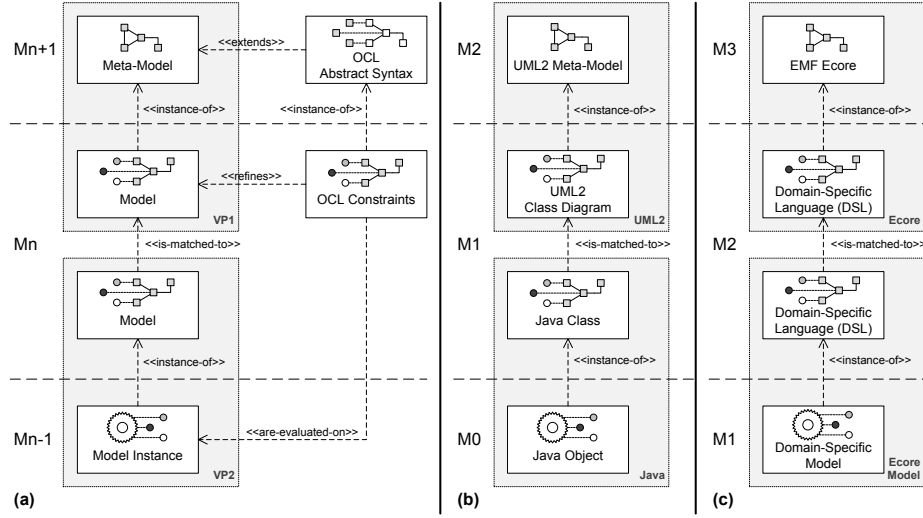 Mn+1
Meta-Model
<<extends>>
OCL
Abstract Syntax
<<instance-of>>
<<instance-of>>
Mn
Model
<<refines>>
OCL Constraints
VP1
<<is-matched-to>>
Model
<<instance-of>>
Mn-1
<<are-evaluated-on>>
Model Instance
VP2
(a)
M2
UML2 Meta-Model
<<instance-of>>
UML2
Class Diagram
UML2
M1
<<is-matched-to>>
Java Class
<<instance-of>>
M0
Java Object
Java
(b)
M3
EMF Ecore
<<instance-of>>
Domain-Specific
Language (DSL)
Ecore
M2
<<is-matched-to>>
Domain-Specific
Language (DSL)
<<instance-of>>
M1
Domain-Specific
Model
Ecore
Model
(c)